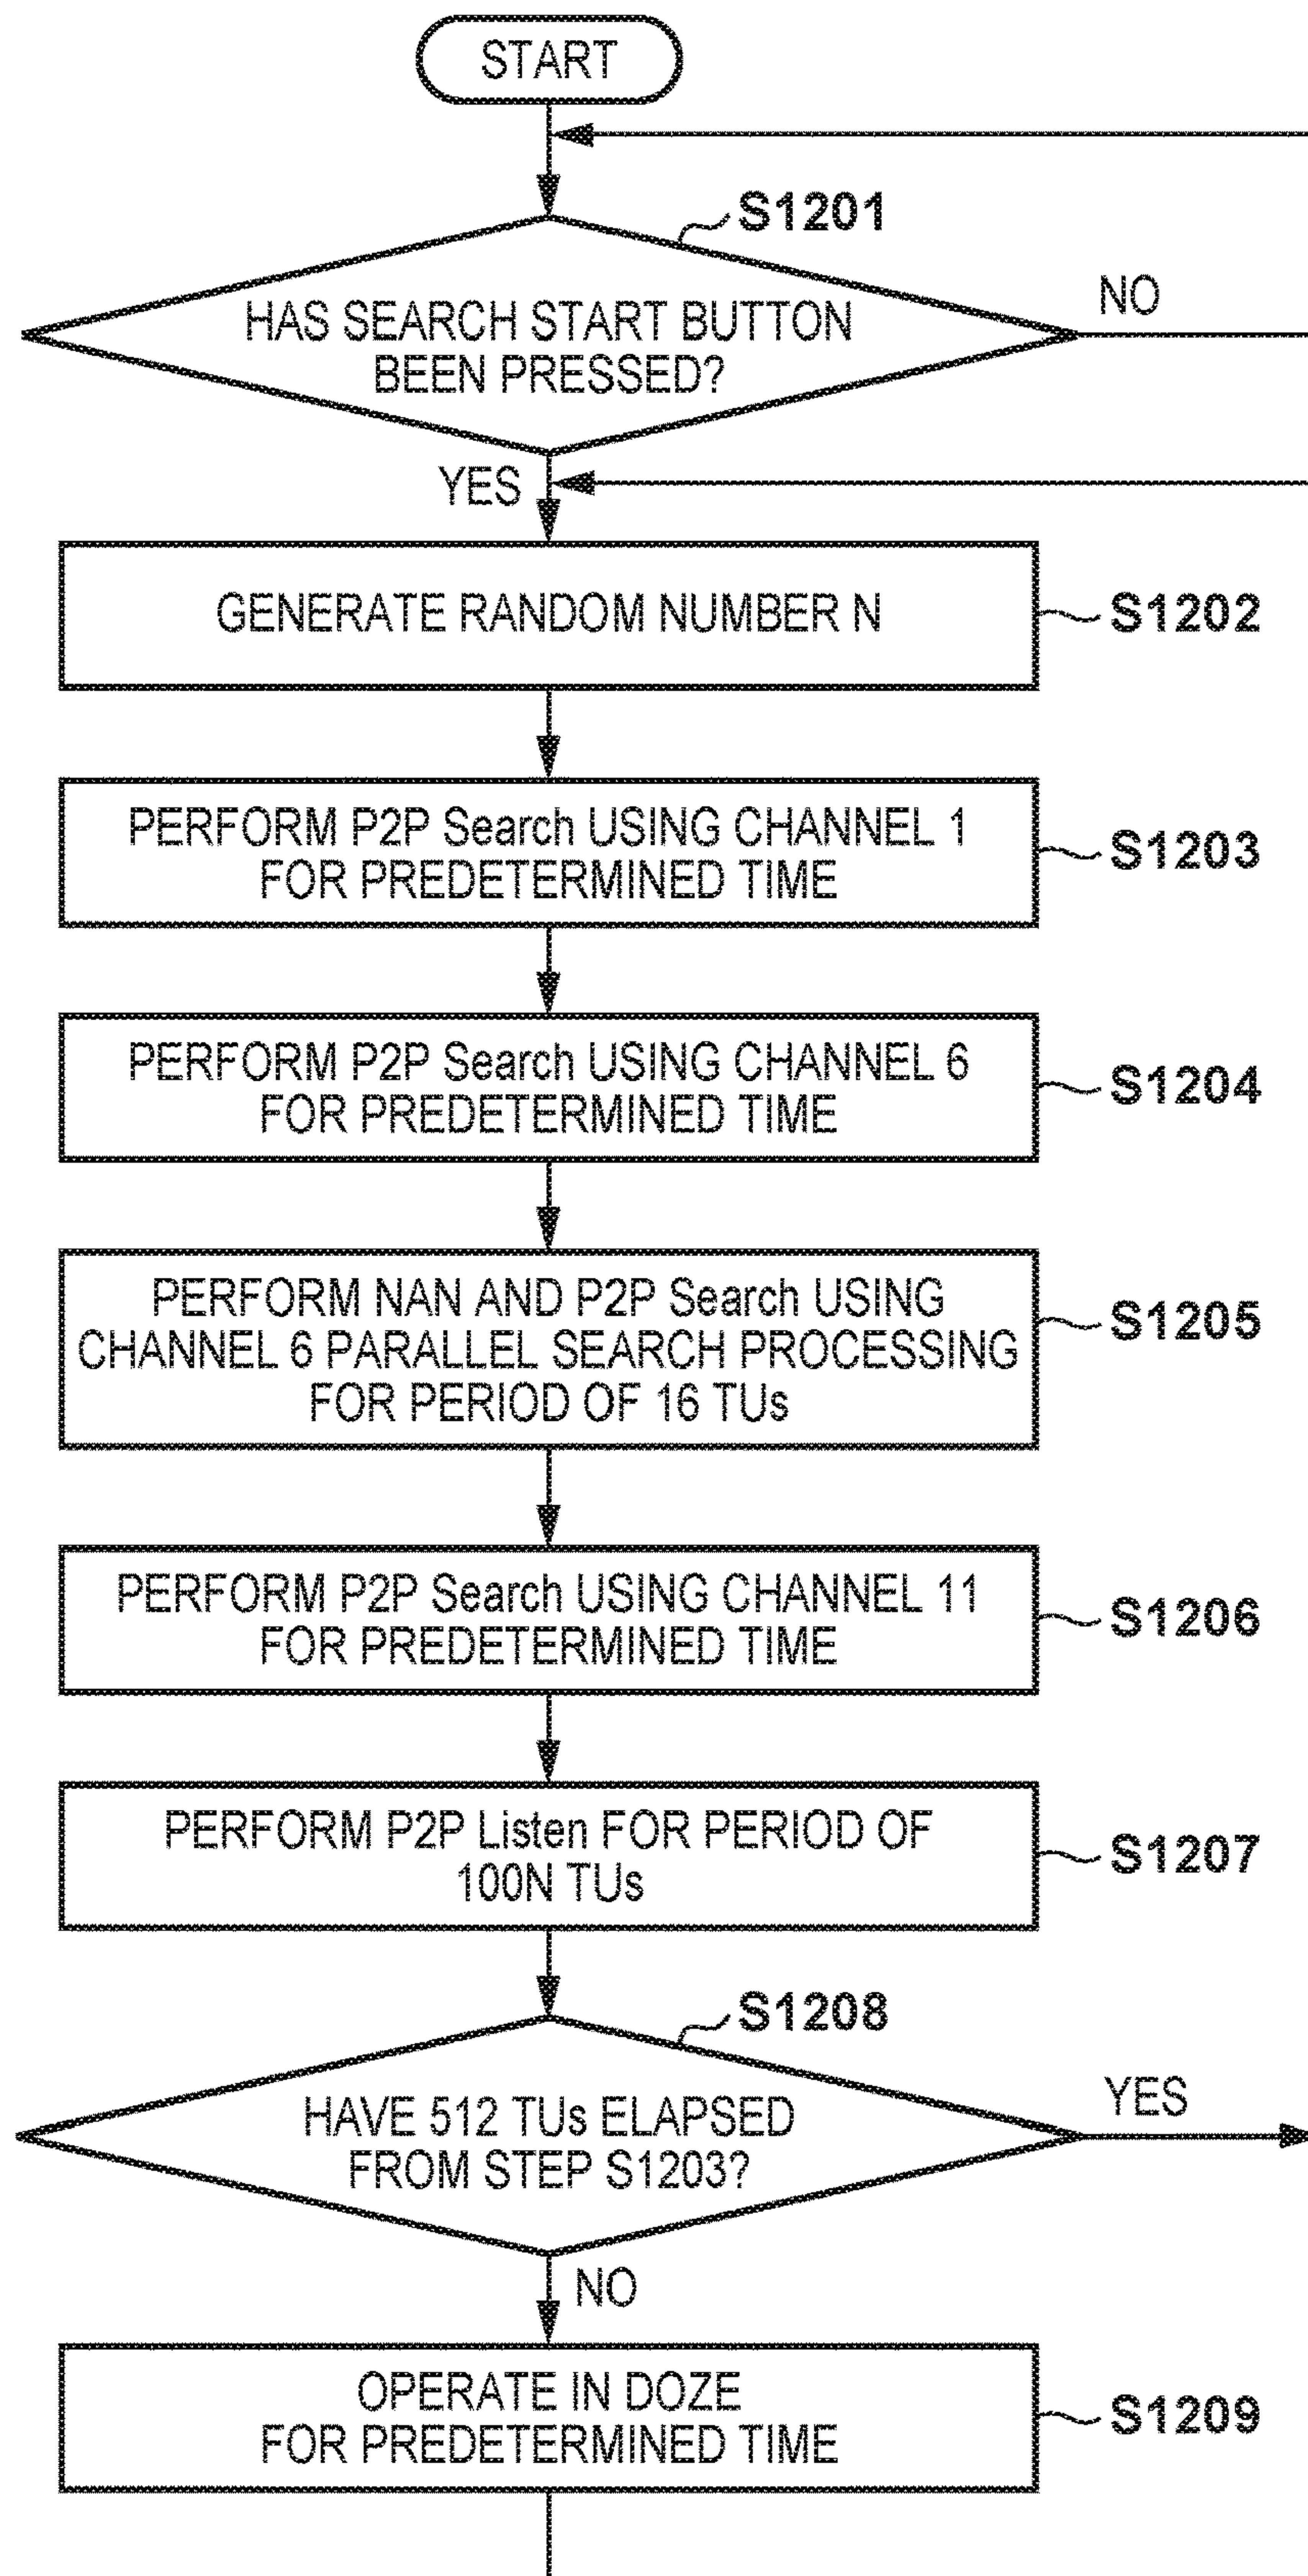 START
S1201
HAS SEARCH START BUTTON
BEEN PRESSED?
NO
YES
GENERATE RANDOM NUMBER N
S1202
PERFORM P2P Search USING CHANNEL 1
FOR PREDETERMINED TIME
S1203
PERFORM P2P Search USING CHANNEL 6
FOR PREDETERMINED TIME
S1204
PERFORM NAN AND P2P Search USING
CHANNEL 6 PARALLEL SEARCH PROCESSING
FOR PERIOD OF 16 TUs
S1205
PERFORM P2P Search USING CHANNEL 11
FOR PREDETERMINED TIME
S1206
PERFORM P2P Listen FOR PERIOD OF
100N TUs
S1207
S1208
HAVE 512 TUs ELAPSED
FROM STEP S1203?
YES
NO
OPERATE IN DOZE
FOR PREDETERMINED TIME
S1209